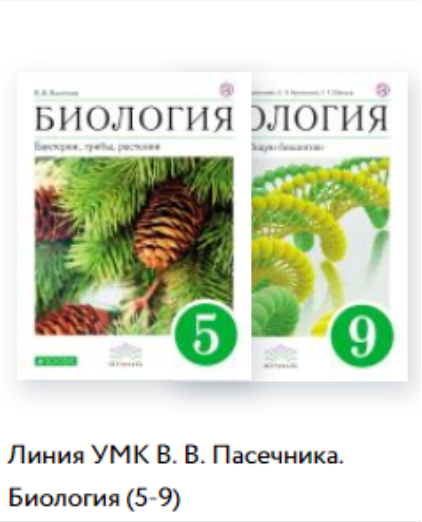 БИОЛОГИЯ
Бактерии, грибы, растения
5
ОЛОГИЯ
9
Линия УМК В. В. Пасечника.
Биология (5-9)